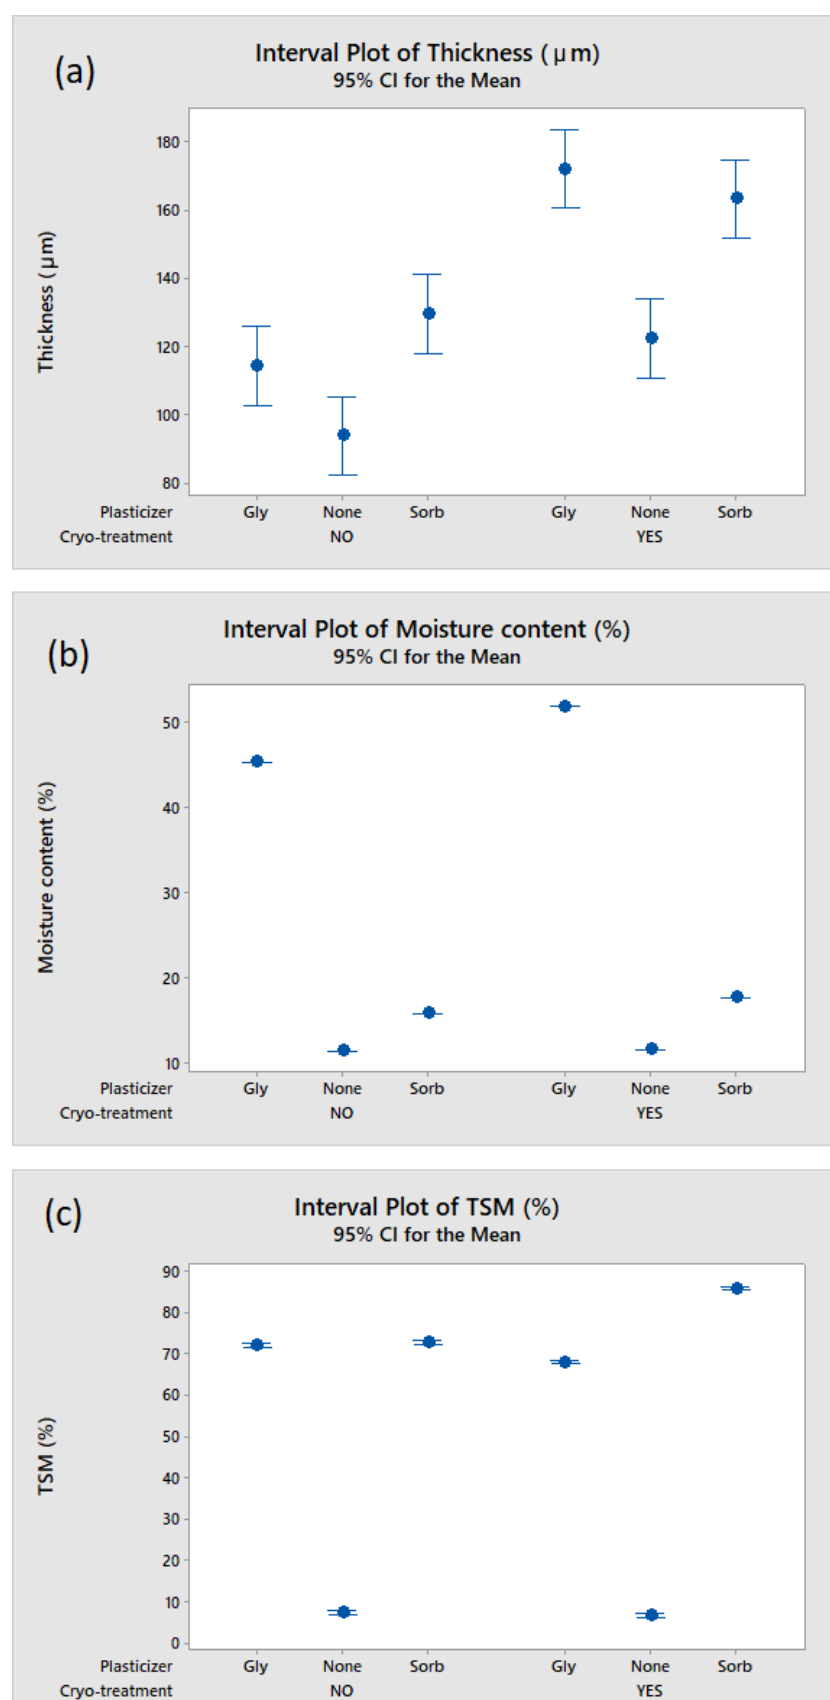 (a)
Interval Plot of Thickness (μm)
95% CI for the Mean
Thickness (μm)
180
160
140
120
100
80
Plasticizer Gly None Sorb Gly None Sorb
Cryo-treatment NO YES
(b)
Interval Plot of Moisture content (%)
95% CI for the Mean
Moisture content (%)
50
40
30
20
10
Plasticizer Gly None Sorb Gly None Sorb
Cryo-treatment NO YES
(c)
Interval Plot of TSM (%)
95% CI for the Mean
TSM (%)
90
80
70
60
50
40
30
20
10
0
Plasticizer Gly None Sorb Gly None Sorb
Cryo-treatment NO YES